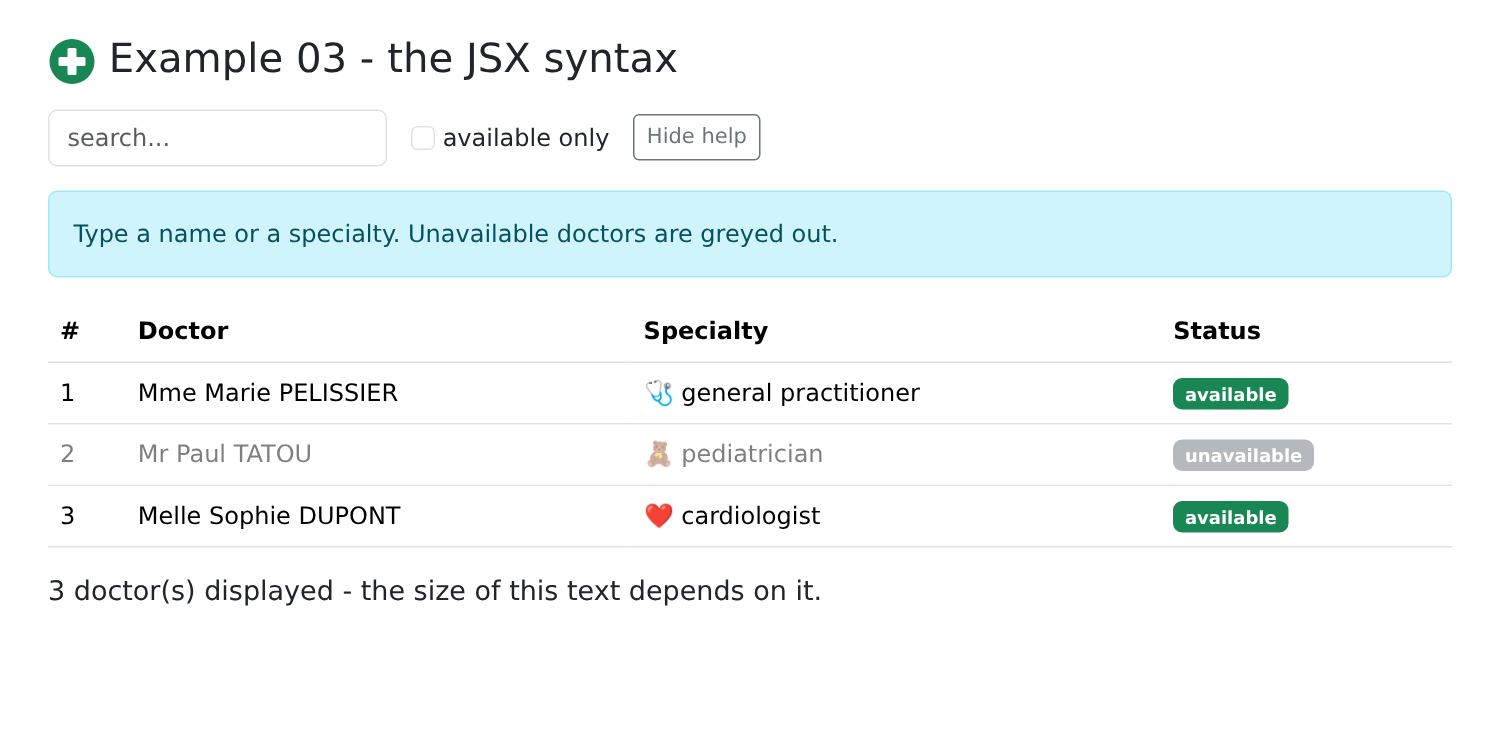 Example 03 - the JSX syntax
search... available only Hide help
Type a name or a specialty. Unavailable doctors are greyed out.
# Doctor Specialty Status
1 Mme Marie PELISSIER 🩺 general practitioner available
2 Mr Paul TATOU 🧸 pediatrician unavailable
3 Melle Sophie DUPONT ❤️ cardiologist available
3 doctor(s) displayed - the size of this text depends on it.